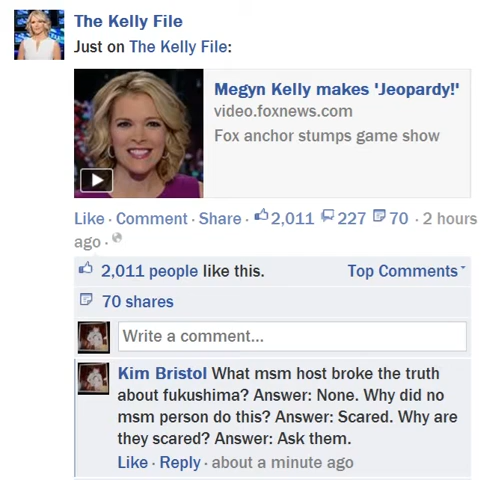 The Kelly File
Just on The Kelly File:
Megyn Kelly makes 'Jeopardy!'
video.foxnews.com
Fox anchor stumps game show
Like · Comment · Share · 2,011 227 70 · 2 hours
ago ·
2,011 people like this.
Top Comments
70 shares
Write a comment...
Kim Bristol What msm host broke the truth
about fukushima? Answer: None. Why did no
msm person do this? Answer: Scared. Why are
they scared? Answer: Ask them.
Like · Reply · about a minute ago